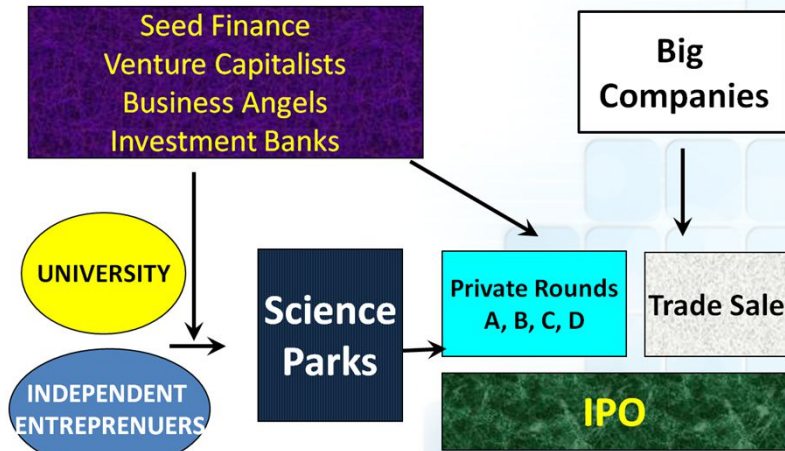 Seed Finance
Venture Capitalists
Business Angels
Investment Banks
Big
Companies
UNIVERSITY
INDEPENDENT
ENTREPRENUERS
Science
Parks
Private Rounds
A, B, C, D
Trade Sale
IPO